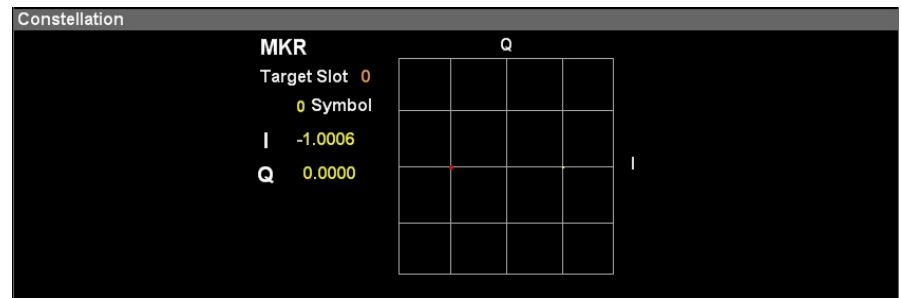 Constellation
MKR
Target Slot 0
0 Symbol
I -1.0006
Q 0.0000
Q
I